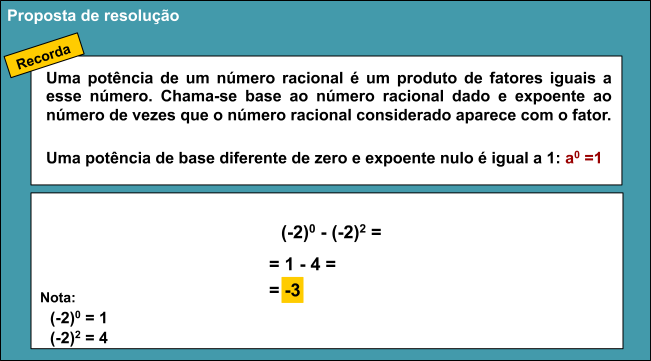 Proposta de resolução
Recorda
Uma potência de um número racional é um produto de fatores iguais a
esse número. Chama-se base ao número racional dado e expoente ao
número de vezes que o número racional considerado aparece com o fator.
Uma potência de base diferente de zero e expoente nulo é igual a 1: a⁰ =1
(-2)⁰ - (-2)² =
= 1 - 4 =
= -3
Nota:
(-2)⁰ = 1
(-2)² = 4